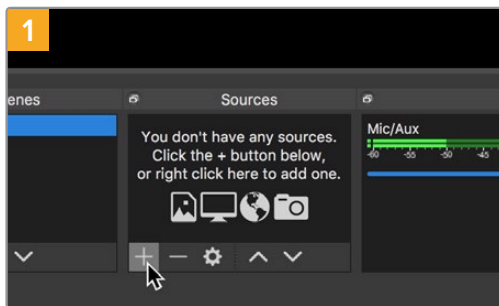 1
enes
Sources
You don't have any sources.
Click the + button below,
or right click here to add one.
Mic/Aux
-60 -55 -50 -45